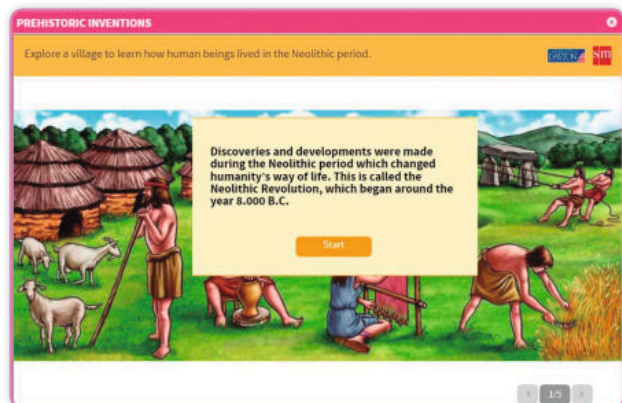 PREHISTORIC INVENTIONS
Explore a village to learn how human beings lived in the Neolithic period.
sm
Discoveries and developments were made
during the Neolithic period which changed
humanity's way of life. This is called the
Neolithic Revolution, which began around the
year 8.000 B.C.
Start
1/5